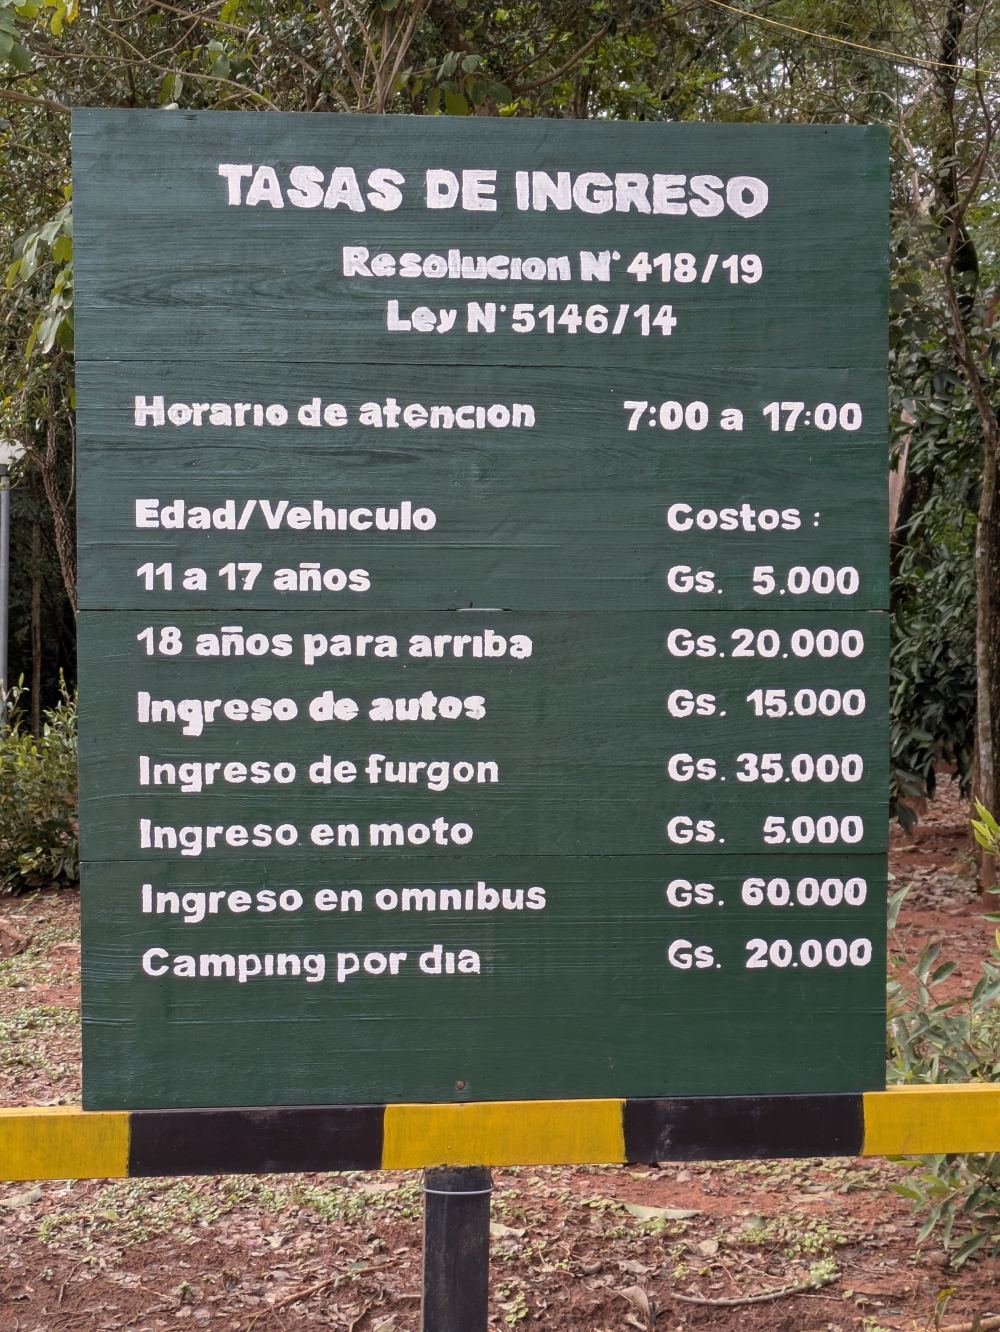 TASAS DE INGRESO
Resolucion N° 418/19
Ley N° 5146/14
Horario de atencion 7:00 a 17:00
Edad/Vehiculo Costos :
11 a 17 años Gs. 5.000
18 años para arriba Gs. 20.000
Ingreso de autos Gs. 15.000
Ingreso de furgon Gs. 35.000
Ingreso en moto Gs. 5.000
Ingreso en omnibus Gs. 60.000
Camping por dia Gs. 20.000